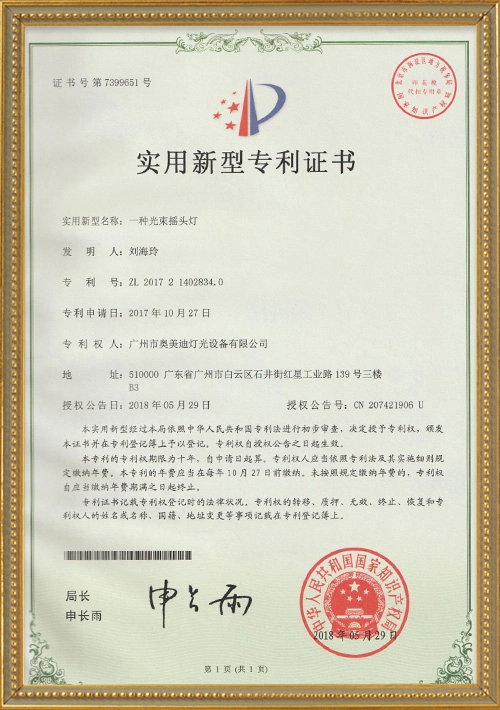 证书号第7399651号
实用新型专利证书
实用新型名称：一种光束摇头灯
发明人：刘海玲
专利号：ZL 2017 2 1402834.0
专利申请日：2017年10月27日
专利权人：广州市奥美迪灯光设备有限公司
地址：510000 广东省广州市白云区石井街红星工业路139号三楼
B3
授权公告日：2018年05月29日 授权公告号：CN 207421906 U
本实用新型经过本局依照中华人民共和国专利法进行初步审查，决定授予专利权，颁发
本证书并在专利登记簿上予以登记。专利权自授权公告之日起生效。
本专利的专利权期限为十年，自申请日起算。专利权人应当依照专利法及其实施细则规
定缴纳年费。本专利的年费应当在每年10月27日前缴纳。未按照规定缴纳年费的，专利权
自应当缴纳年费期满之日起终止。
专利证书记载专利权登记时的法律状况。专利权的转移、质押、无效、终止、恢复和专
利权人的姓名或名称、国籍、地址变更等事项记载在专利登记簿上。
局长
申长雨
申长雨
中华人民共和国国家知识产权局
2018年05月29日
第1页（共1页）